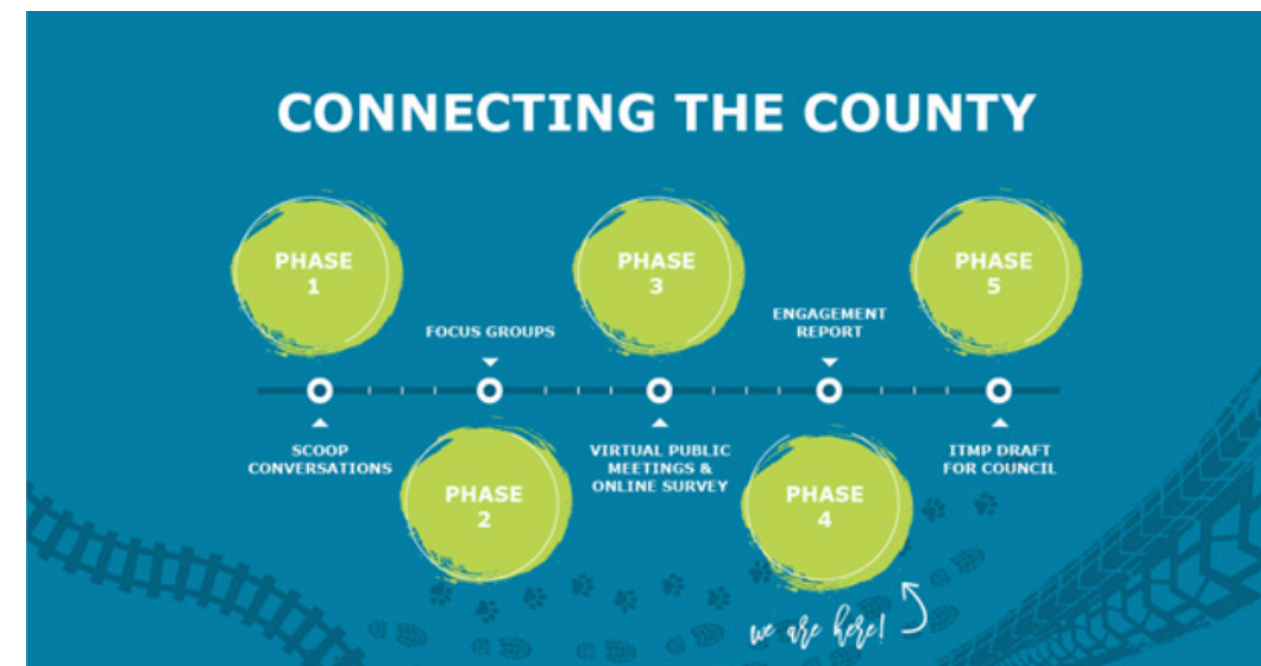 CONNECTING THE COUNTY
PHASE
1
SCOOP
CONVERSATIONS
FOCUS GROUPS
PHASE
2
PHASE
3
VIRTUAL PUBLIC
MEETINGS &
ONLINE SURVEY
ENGAGEMENT
REPORT
PHASE
4
we are here!
PHASE
5
ITMP DRAFT
FOR COUNCIL